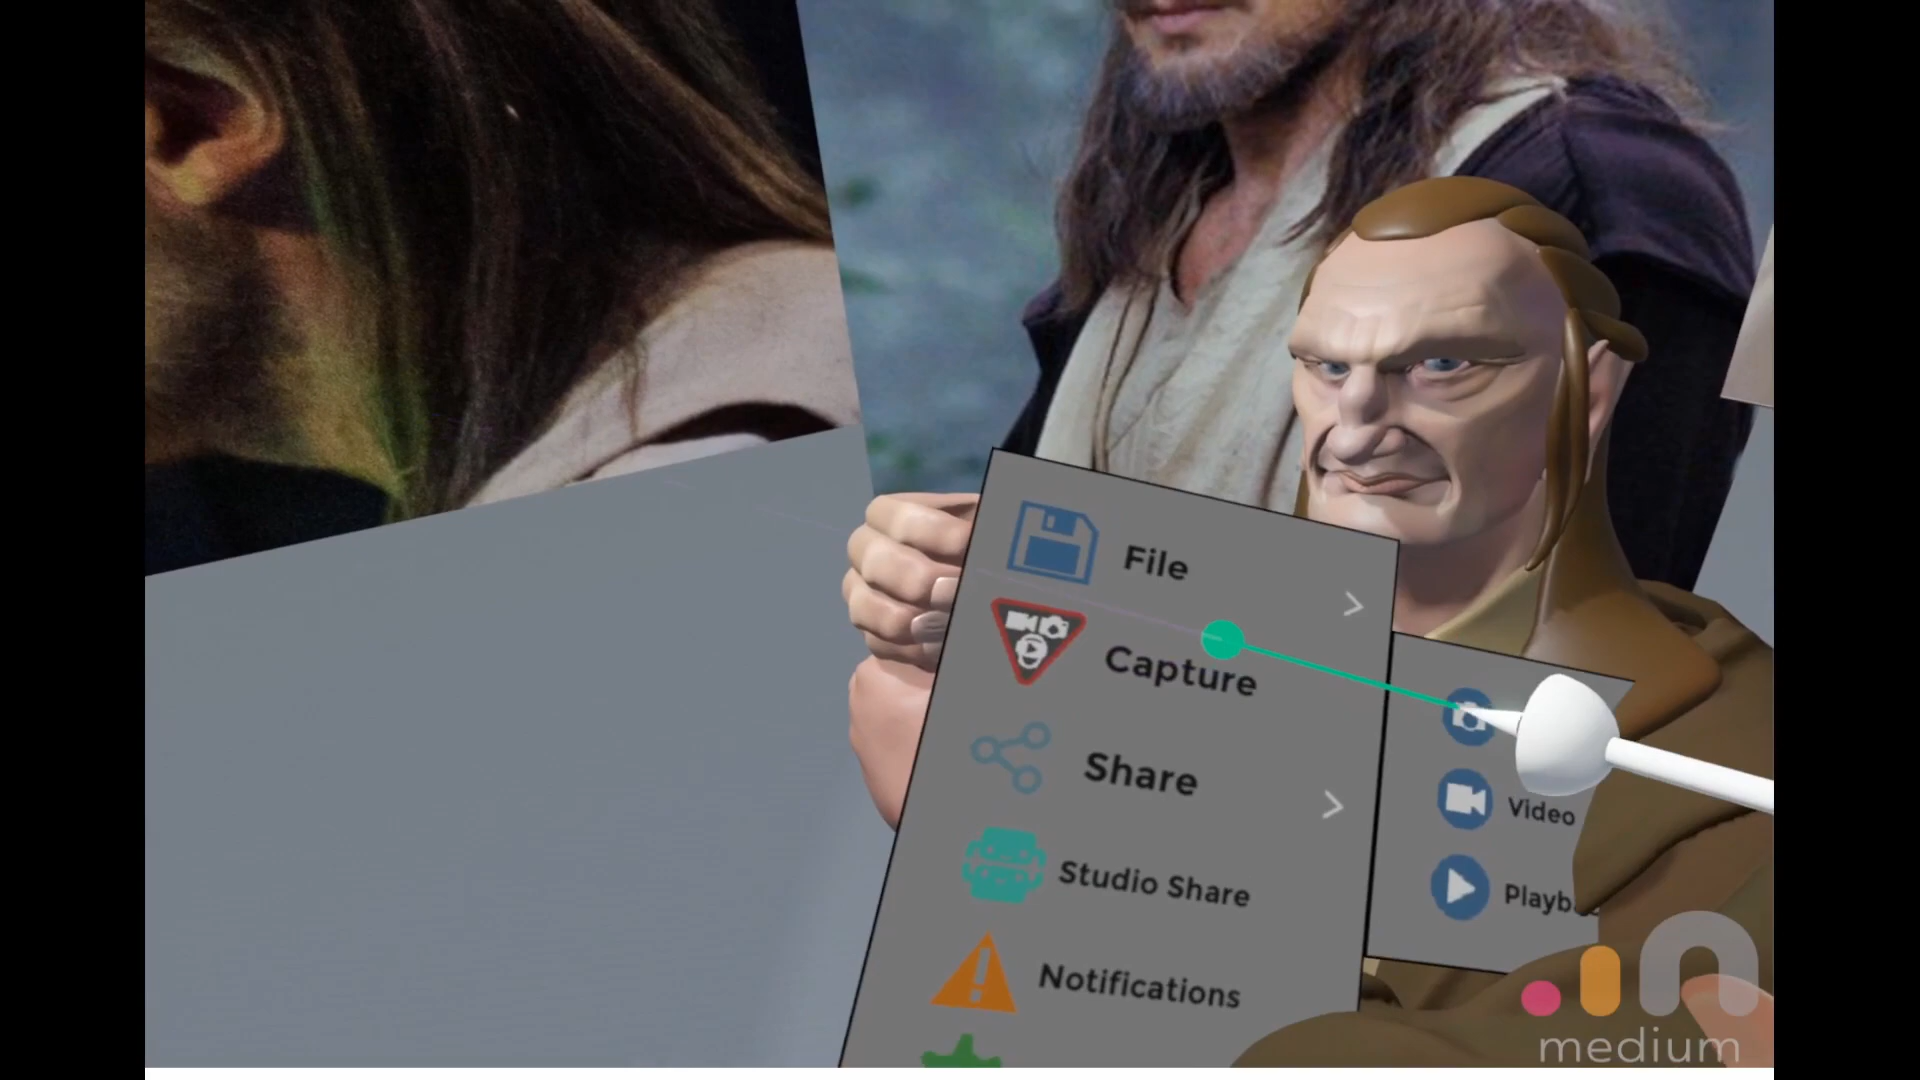 File
Capture
Share
Studio Share
Notifications
Video
medium